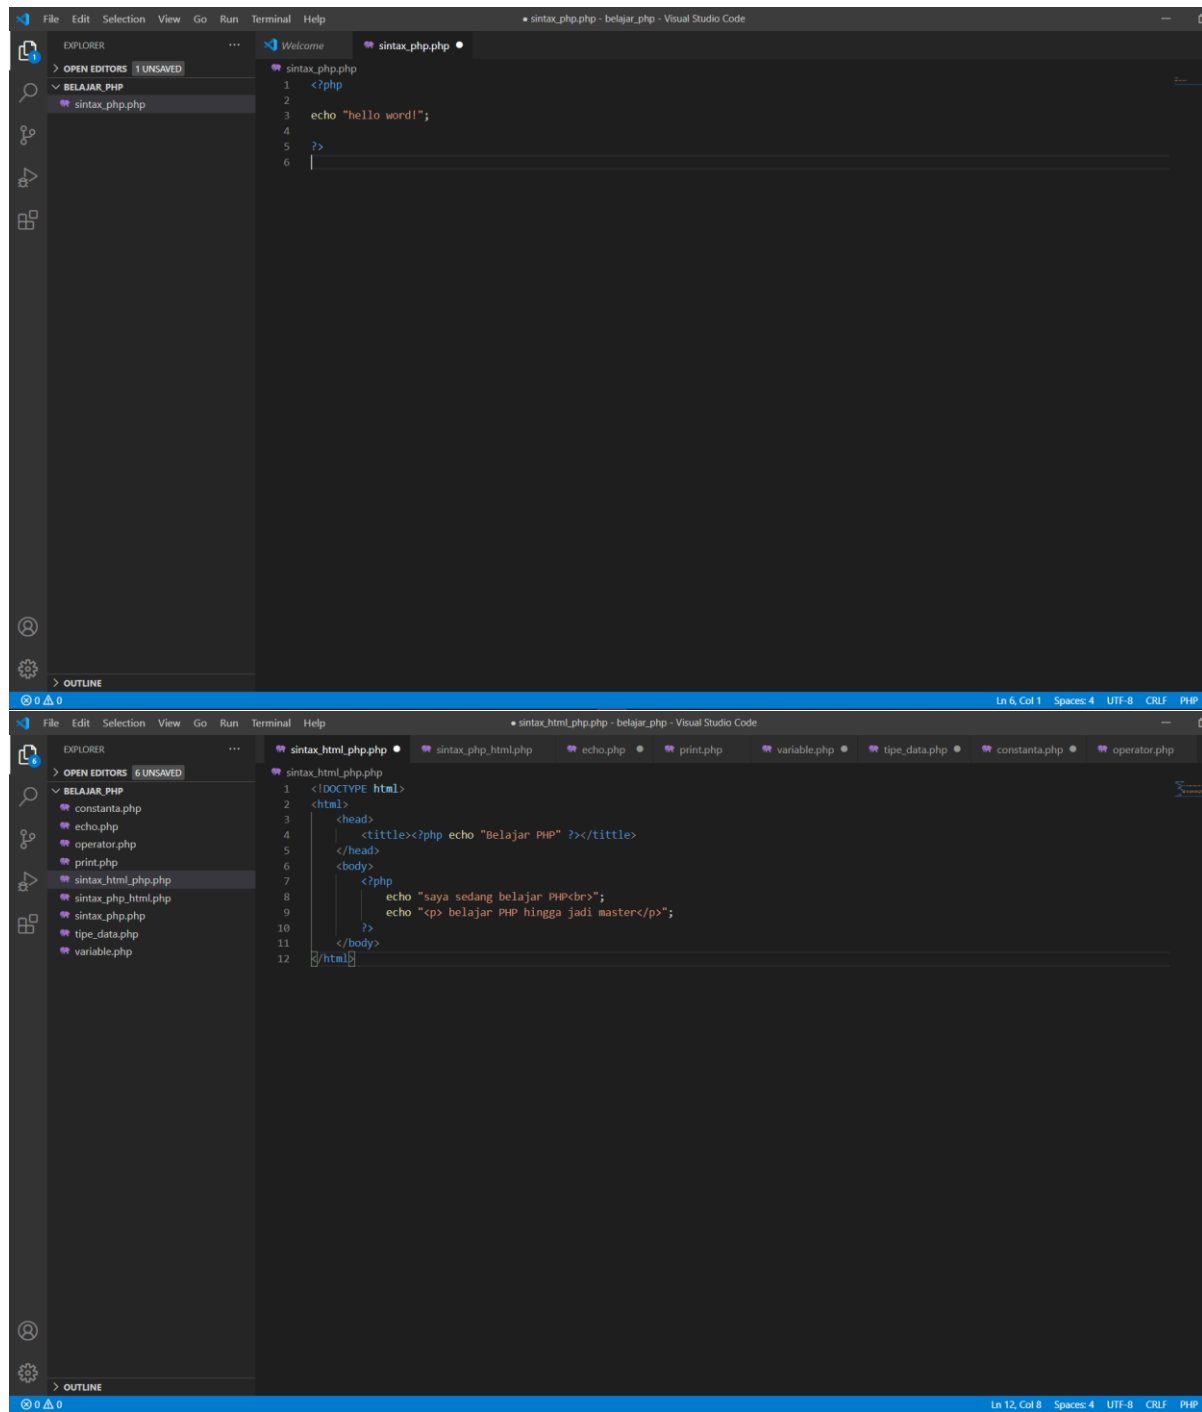 File Edit Selection View Go Run Terminal Help ● sintax_php.php - belajar_php - Visual Studio Code
EXPLORER ··· Welcome sintax_php.php ●
> OPEN EDITORS 1 UNSAVED sintax_php.php
BELAJAR_PHP
sintax_php.php
1 <?php
2
3 echo "hello word!";
4
5 ?>
6
1
> OUTLINE
0 0 Ln 6, Col 1 Spaces: 4 UTF-8 CRLF PHP
File Edit Selection View Go Run Terminal Help ● sintax_html_php.php - belajar_php - Visual Studio Code
EXPLORER ··· sintax_html_php.php ● sintax_php_html.php echo.php ● print.php variable.php ● tipe_data.php ● constanta.php ● operator.php
> OPEN EDITORS 6 UNSAVED sintax_html_php.php
BELAJAR_PHP
constanta.php
echo.php
operator.php
print.php
sintax_html_php.php
sintax_php_html.php
sintax_php.php
tipe_data.php
variable.php
1 <!DOCTYPE html>
2 <html>
3 <head>
4 <tittle><?php echo "Belajar PHP" ?></tittle>
5 </head>
6 <body>
7 <?php
8 echo "saya sedang belajar PHP<br>";
9 echo "<p> belajar PHP hingga jadi master</p>";
10 ?>
11 </body>
12 </html>
6
> OUTLINE
0 0 Ln 12, Col 8 Spaces: 4 UTF-8 CRLF PHP